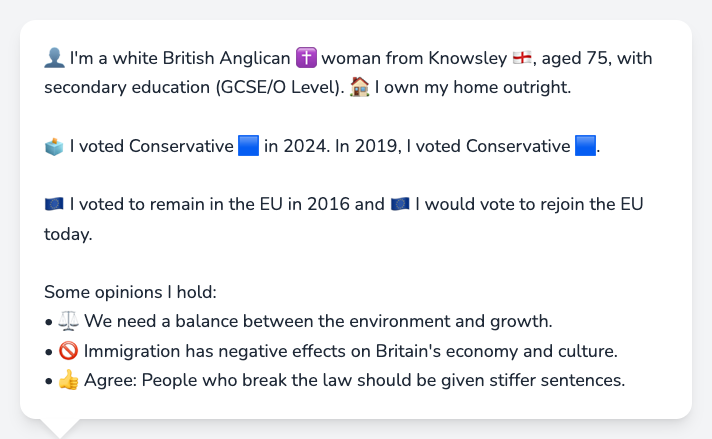 👤 I'm a white British Anglican ✝️ woman from Knowsley 🏴󠁧󠁢󠁥󠁮󠁧󠁿, aged 75, with
secondary education (GCSE/O Level). 🏠 I own my home outright.
🗳️ I voted Conservative 🟦 in 2024. In 2019, I voted Conservative 🟦.
🇪🇺 I voted to remain in the EU in 2016 and 🇪🇺 I would vote to rejoin the EU
today.
Some opinions I hold:
• ⚖️ We need a balance between the environment and growth.
• 🚫 Immigration has negative effects on Britain's economy and culture.
• 👍 Agree: People who break the law should be given stiffer sentences.